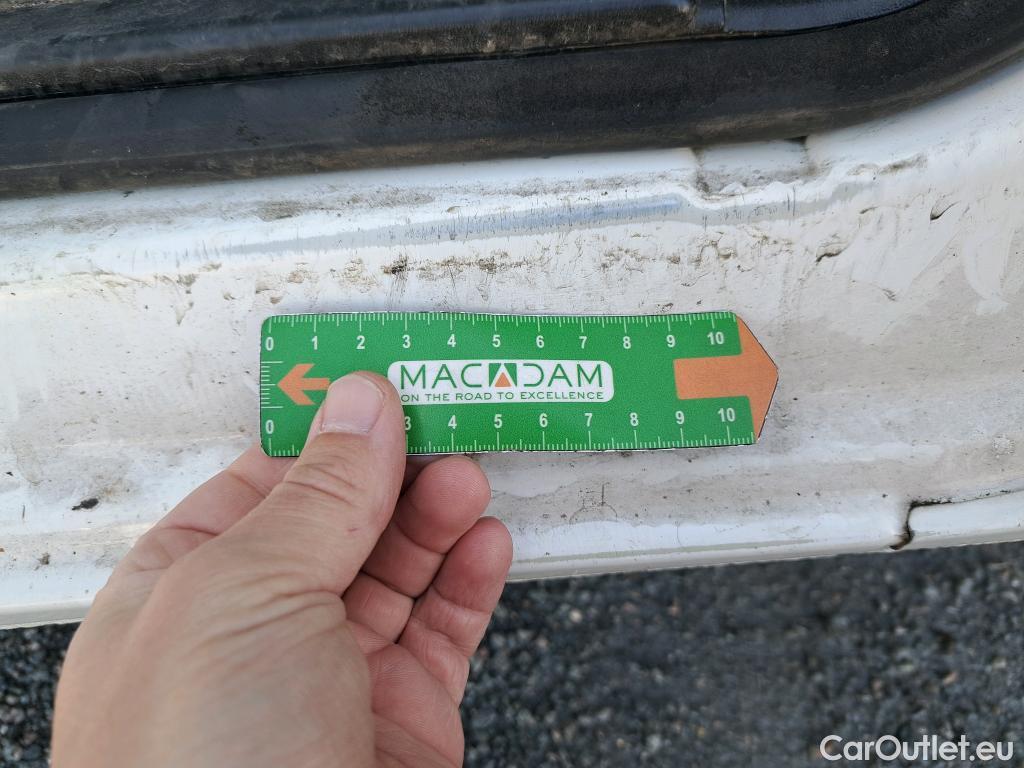 0 1 2 3 4 5 6 7 8 9 10
MACADAM
ON THE ROAD TO EXCELLENCE
0 3 4 5 6 7 8 9 10
CarOutlet.eu